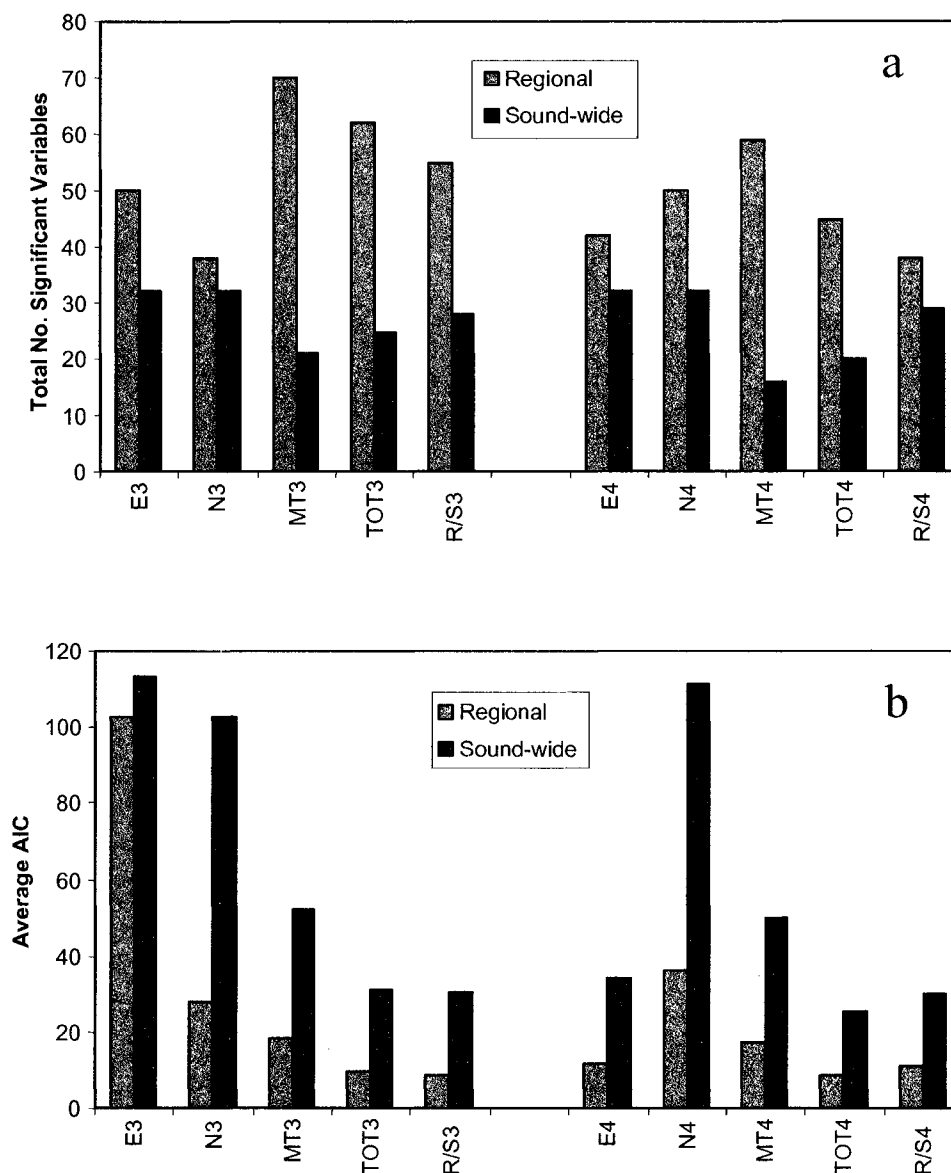 80
70
60
50
40
30
20
10
0
Total No. Significant Variables
Regional
Sound-wide
a
E3
N3
MT3
TOT3
R/S3
E4
N4
MT4
TOT4
R/S4
120
100
80
60
40
20
0
Average AIC
Regional
Sound-wide
b
E3
N3
MT3
TOT3
R/S3
E4
N4
MT4
TOT4
R/S4